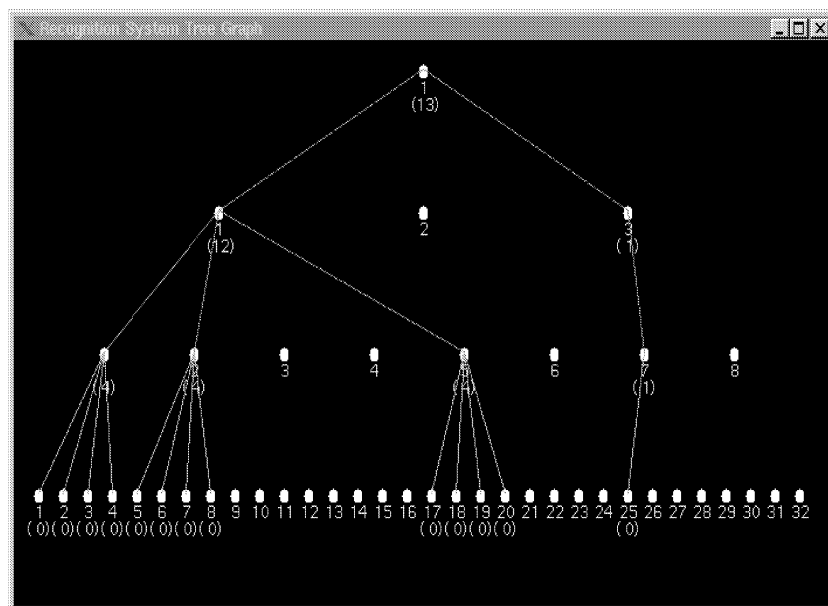 Recognition System Tree Graph
1
(13)
1 2 3
(12) ( 1)
2 3 4 5 6 7 8
( 4) ( 4) ( 4) ( 1)
1 2 3 4 5 6 7 8 9 10 11 12 13 14 15 16 17 18 19 20 21 22 23 24 25 26 27 28 29 30 31 32
( 0) ( 0) ( 0) ( 0) ( 0) ( 0) ( 0) ( 0) ( 0) ( 0) ( 0) ( 0) ( 0)